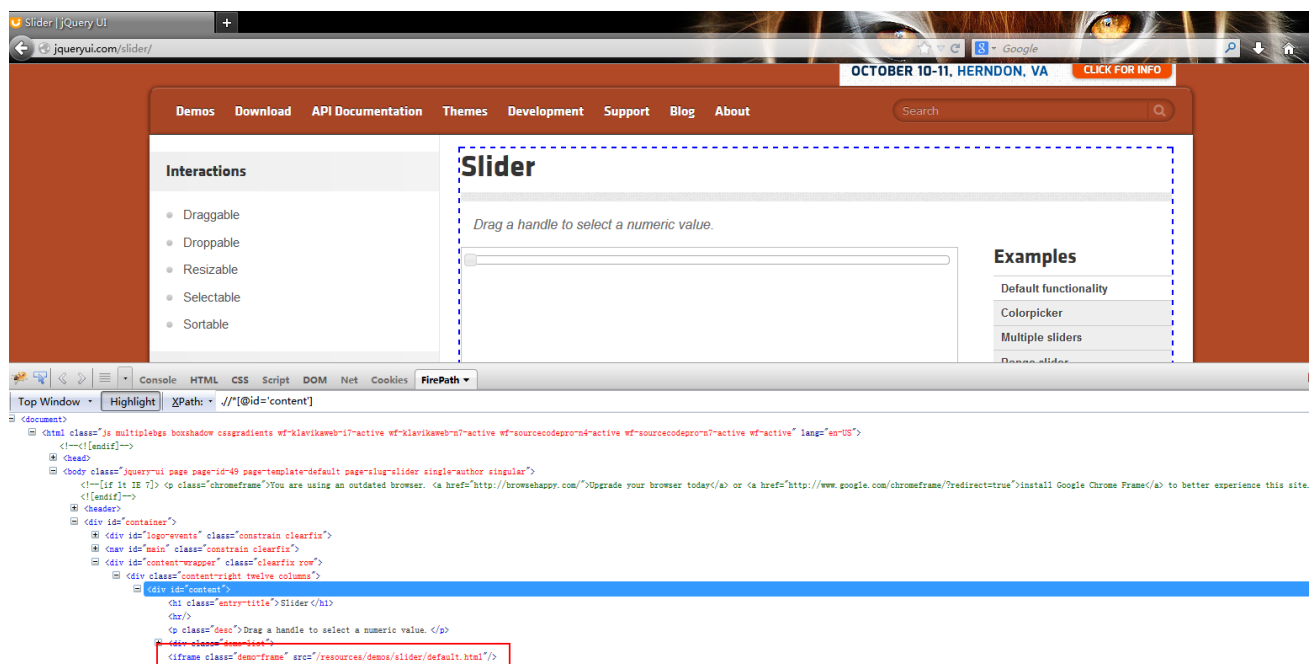 Slider | jQuery UI
+
jqueryui.com/slider/
8 - Google
OCTOBER 10-11, HERNDON, VA CLICK FOR INFO
Demos Download API Documentation Themes Development Support Blog About Search
Interactions
Draggable
Droppable
Resizable
Selectable
Sortable
Slider
Drag a handle to select a numeric value.
Examples
Default functionality
Colorpicker
Multiple sliders
Range slider
Console HTML CSS Script DOM Net Cookies FirePath
Top Window Highlight XPath: .//*[@id='content']
<document>
<html class="js multiplebgs boxshadow cssgradients wf-klavikaweb-i7-active wf-klavikaweb-n7-active wf-sourcecodepro-n4-active wf-sourcecodepro-n7-active wf-active" lang="en-US">
<!--<![endif]-->
<head>
<body class="jquery-ui page page-id-49 page-template-default page-slug-slider single-author singular">
<!--[if lt IE 7]> <p class="chromeframe">You are using an outdated browser. <a href="http://browsehappy.com/">Upgrade your browser today</a> or <a href="http://www.google.com/chromeframe/?redirect=true">install Google Chrome Frame</a> to better experience this site.
<![endif]-->
<header>
<div id="container">
<div id="logo-events" class="constrain clearfix">
<nav id="main" class="constrain clearfix">
<div id="content-wrapper" class="clearfix row">
<div class="content-right twelve columns">
<div id="content">
<h1 class="entry-title">Slider</h1>
<hr/>
<p class="desc">Drag a handle to select a numeric value. </p>
<div class="demo-list">
<iframe class="demo-frame" src="/resources/demos/slider/default.html"/>